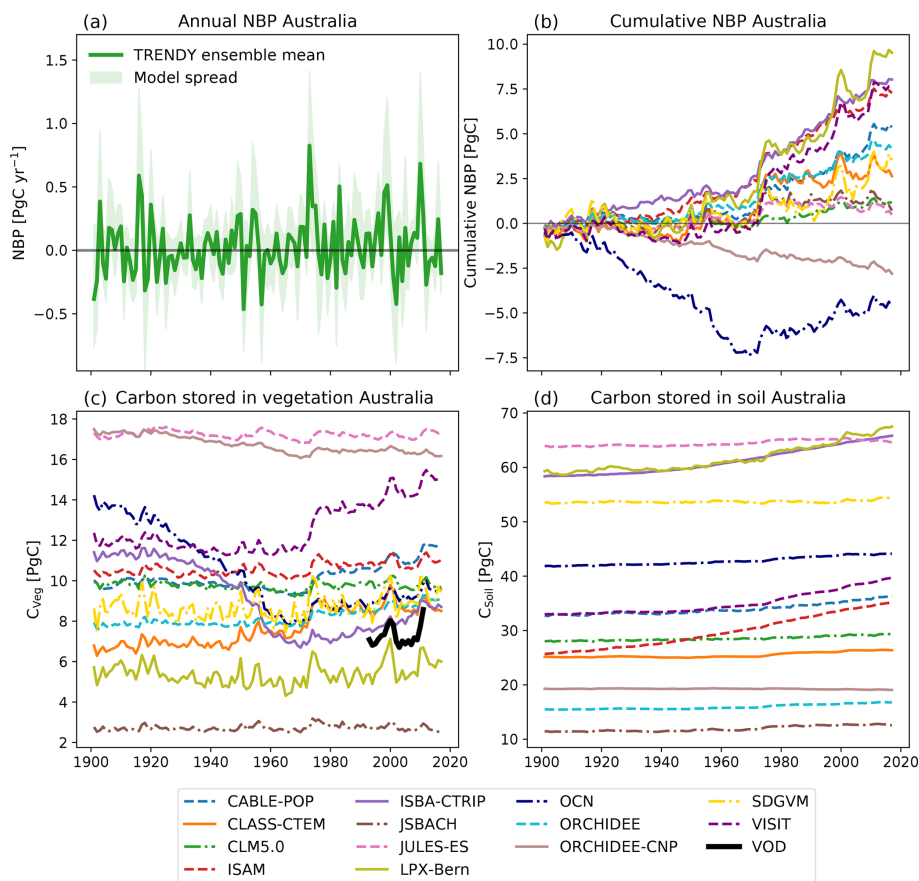 (a) Annual NBP Australia
(b) Cumulative NBP Australia
NBP [PgC yr⁻¹]
1.5
1.0
0.5
0.0
−0.5
TRENDY ensemble mean
Model spread
Cumulative NBP [PgC]
10.0
7.5
5.0
2.5
0.0
−2.5
−5.0
−7.5
(c) Carbon stored in vegetation Australia
(d) Carbon stored in soil Australia
C_Veg [PgC]
18
16
14
12
10
8
6
4
2
1900 1920 1940 1960 1980 2000 2020
C_Soil [PgC]
70
60
50
40
30
20
10
1900 1920 1940 1960 1980 2000 2020
CABLE-POP ISBA-CTRIP OCN SDGVM
CLASS-CTEM JSBACH ORCHIDEE VISIT
CLM5.0 JULES-ES ORCHIDEE-CNP VOD
ISAM LPX-Bern